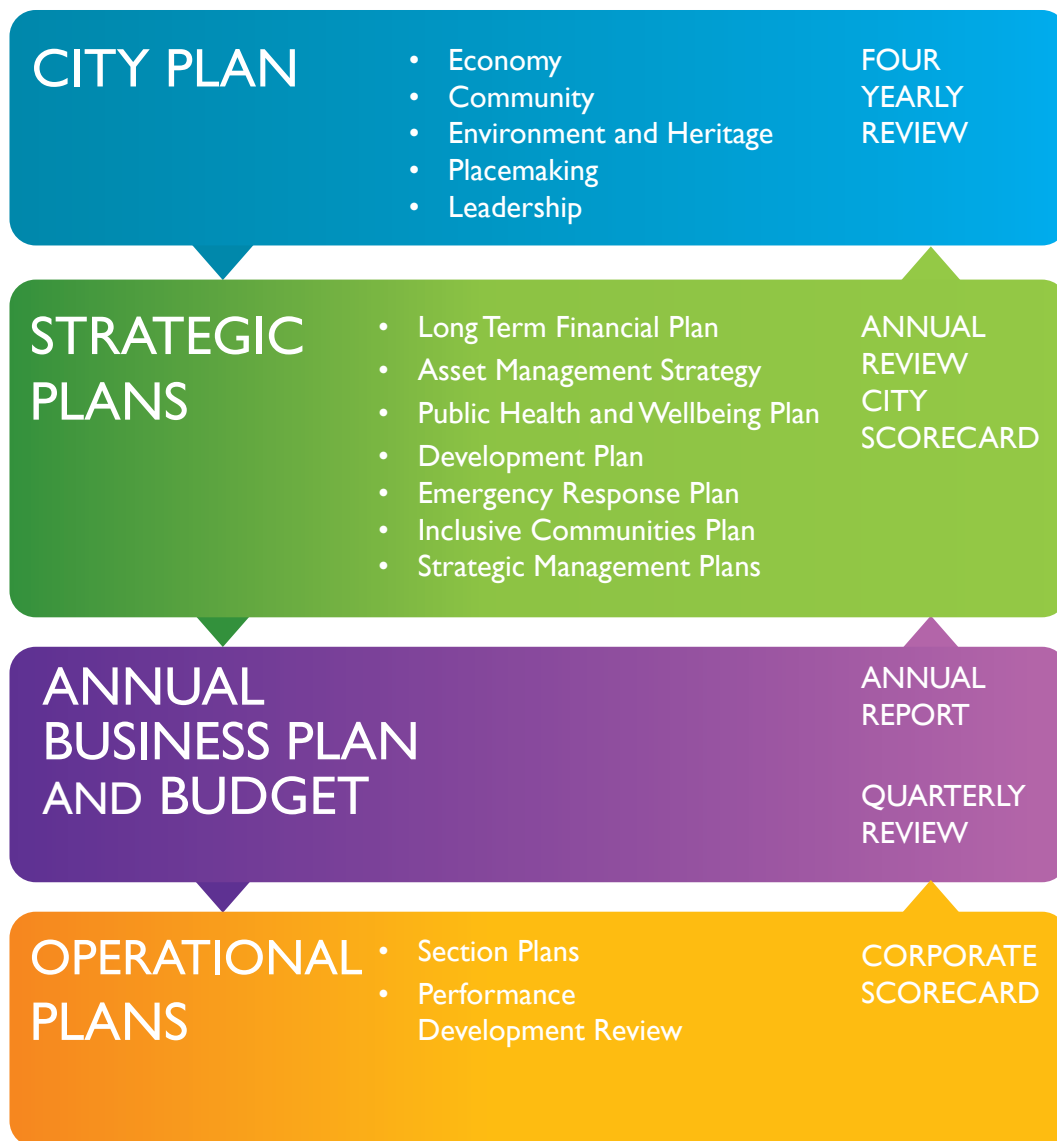 CITY PLAN
• Economy
• Community
• Environment and Heritage
• Placemaking
• Leadership
FOUR
YEARLY
REVIEW
STRATEGIC
PLANS
• Long Term Financial Plan
• Asset Management Strategy
• Public Health and Wellbeing Plan
• Development Plan
• Emergency Response Plan
• Inclusive Communities Plan
• Strategic Management Plans
ANNUAL
REVIEW
CITY
SCORECARD
ANNUAL
BUSINESS PLAN
AND BUDGET
ANNUAL
REPORT
QUARTERLY
REVIEW
OPERATIONAL
PLANS
• Section Plans
• Performance
Development Review
CORPORATE
SCORECARD